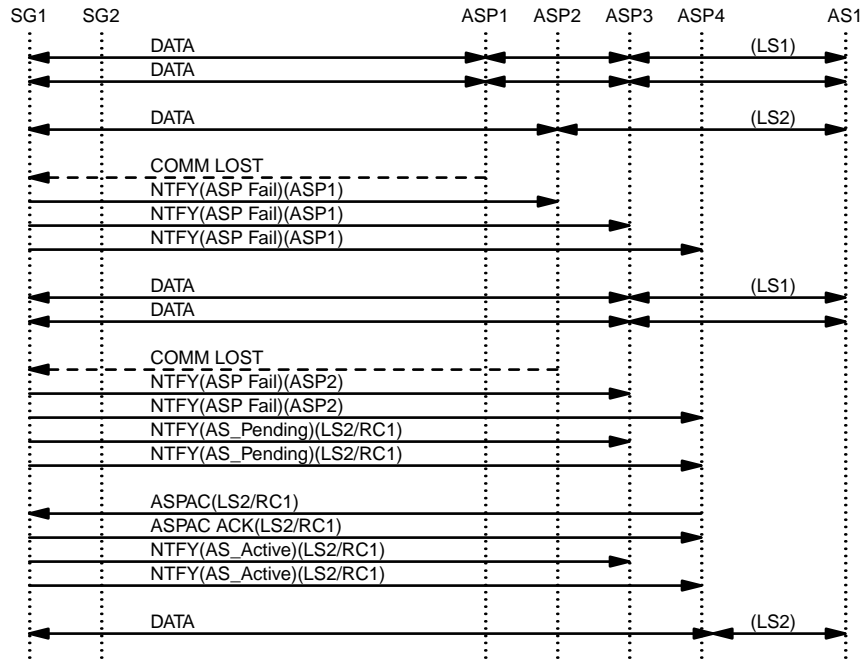 SG1 SG2 ASP1 ASP2 ASP3 ASP4 AS1
DATA (LS1)
DATA
DATA (LS2)
COMM LOST
NTFY(ASP Fail)(ASP1)
NTFY(ASP Fail)(ASP1)
NTFY(ASP Fail)(ASP1)
DATA (LS1)
DATA
COMM LOST
NTFY(ASP Fail)(ASP2)
NTFY(ASP Fail)(ASP2)
NTFY(AS_Pending)(LS2/RC1)
NTFY(AS_Pending)(LS2/RC1)
ASPAC(LS2/RC1)
ASPAC ACK(LS2/RC1)
NTFY(AS_Active)(LS2/RC1)
NTFY(AS_Active)(LS2/RC1)
DATA (LS2)